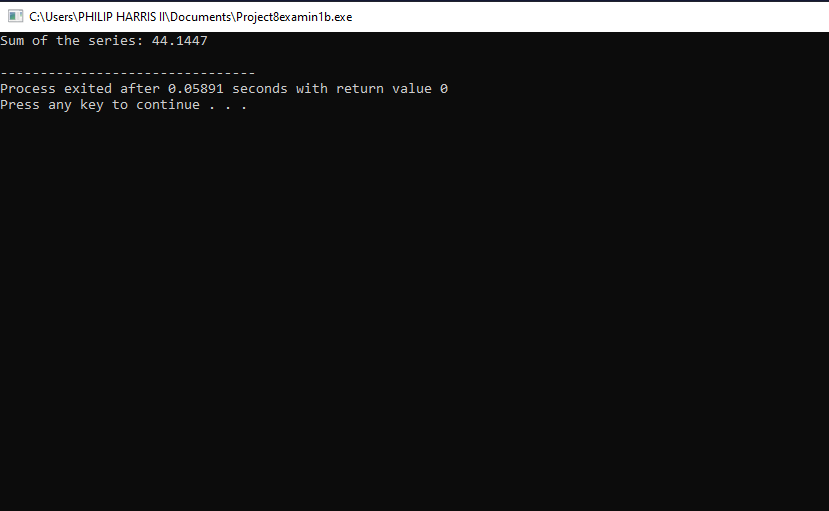 C:\Users\PHILIP HARRIS II\Documents\Project8examin1b.exe
Sum of the series: 44.1447
--------------------------------
Process exited after 0.05891 seconds with return value 0
Press any key to continue . . .